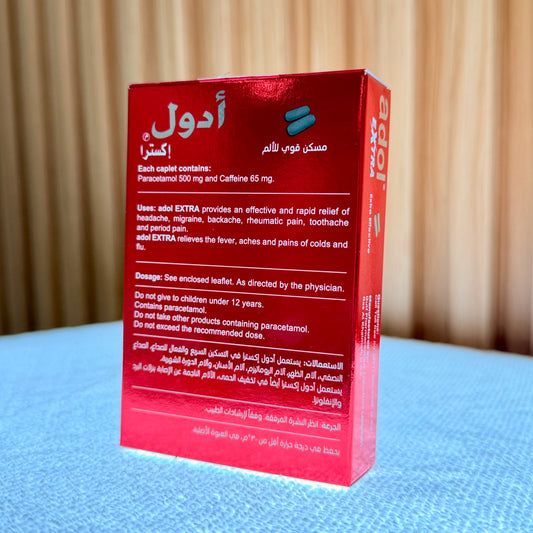 أدول
إكسترا
مسكن قوي للألم
Each caplet contains:
Paracetamol 500 mg and Caffeine 65 mg.
Uses: adol EXTRA provides an effective and rapid relief of
headache, migraine, backache, rheumatic pain, toothache
and period pain.
adol EXTRA relieves the fever, aches and pains of colds and
flu.
Dosage: See enclosed leaflet. As directed by the physician.
Do not give to children under 12 years.
Contains paracetamol.
Do not take other products containing paracetamol.
Do not exceed the recommended dose.
الاستعمالات: يستعمل أدول إكسترا في التسكين السريع والفعال للصداع، الصداع
النصفي، آلام الظهر، آلام الروماتيزم، آلام الأسنان، وآلام الدورة الشهرية.
يستعمل أدول إكسترا أيضاً في تخفيف الحمى، الآلام الناجمة عن الإصابة بنزلات البرد
والإنفلونزا.
الجرعة: انظر النشرة المرفقة. وفقاً لإرشادات الطبيب.
يحفظ في درجة حرارة أقل من ٣٠°م، في العبوة الأصلية.
adol
EXTRA
Extra Effective